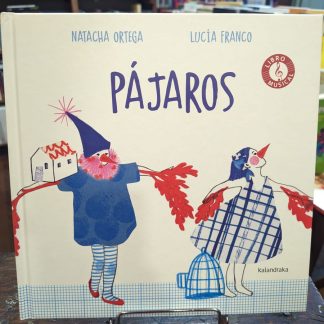 NATACHA ORTEGA
LUCÍA FRANCO
PÁJAROS
LIBRO
MUSICAL
kalandraka